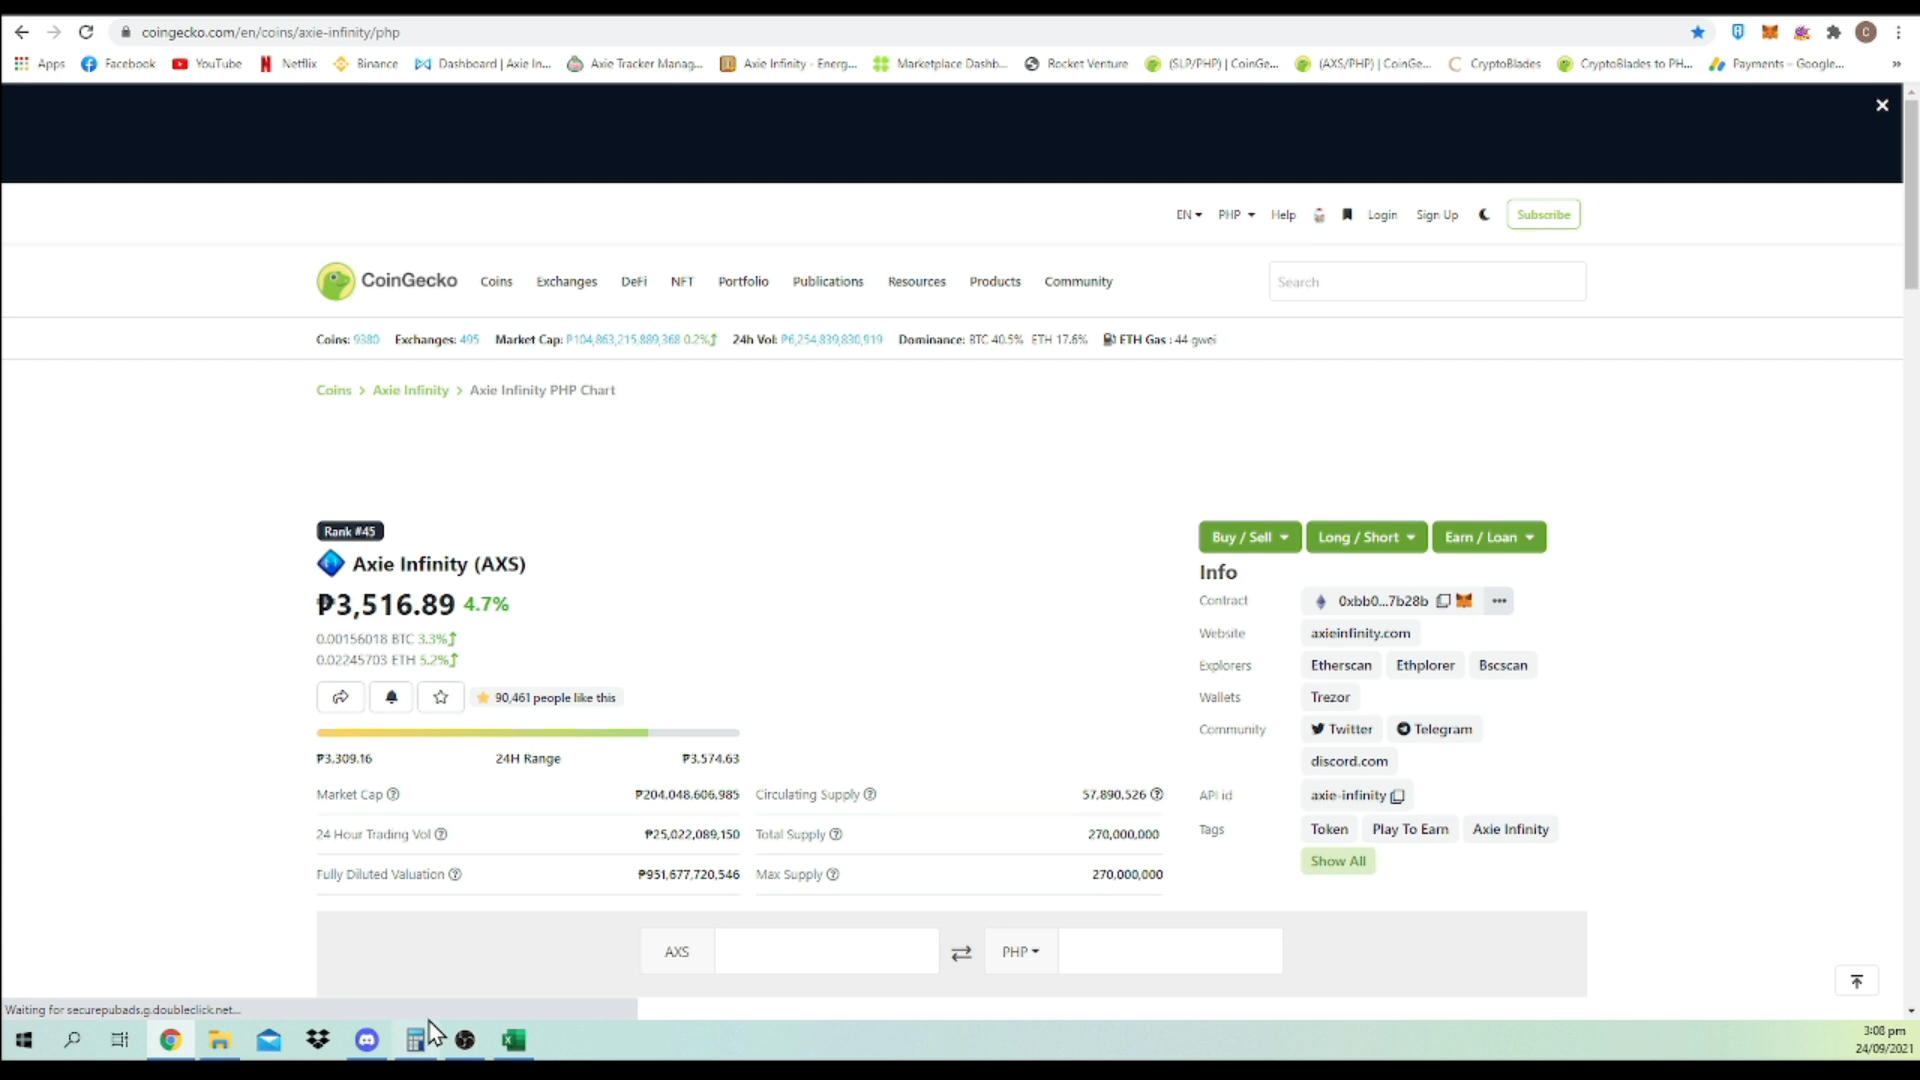 coingecko.com/en/coins/axie-infinity/php
C
Apps Facebook YouTube Netflix Binance Dashboard | Axie In... Axie Tracker Manag... Axie Infinity - Energ... Marketplace Dashb... Rocket Venture (SLP/PHP) | CoinGe... (AXS/PHP) | CoinGe... CryptoBlades CryptoBlades to PH... Payments – Google... »
EN PHP Help Login Sign Up Subscribe
CoinGecko Coins Exchanges DeFi NFT Portfolio Publications Resources Products Community Search
Coins: 9380 Exchanges: 495 Market Cap: ₱104,863,215,889,368 0.2% 24h Vol: ₱6,254,839,830,919 Dominance: BTC 40.5% ETH 17.6% ETH Gas : 44 gwei
Coins > Axie Infinity > Axie Infinity PHP Chart
Rank #45
Axie Infinity (AXS)
₱3,516.89 4.7%
0.00156018 BTC 3.3%
0.02245703 ETH 5.2%
90,461 people like this
₱3,309.16 24H Range ₱3,574.63
Market Cap ₱204,048,606,985
24 Hour Trading Vol ₱25,022,089,150
Fully Diluted Valuation ₱951,677,720,546
Circulating Supply 57,890,526
Total Supply 270,000,000
Max Supply 270,000,000
Buy / Sell Long / Short Earn / Loan
Info
Contract 0xbb0...7b28b •••
Website axieinfinity.com
Explorers Etherscan Ethplorer Bscscan
Wallets Trezor
Community Twitter Telegram
discord.com
API id axie-infinity
Tags Token Play To Earn Axie Infinity
Show All
AXS PHP
Waiting for securepubads.g.doubleclick.net...
3:08 pm
24/09/2021